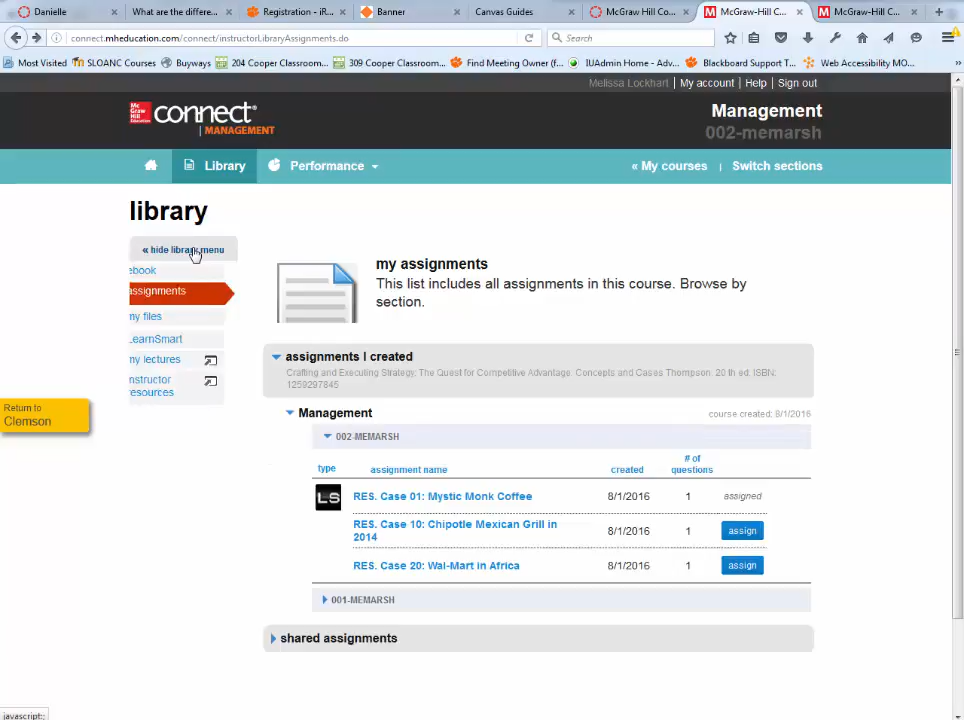 Danielle
What are the differe...
Registration - iR...
Banner
Canvas Guides
McGraw Hill Co...
McGraw-Hill C...
McGraw-Hill C...
connect.mheducation.com/connect/instructorLibraryAssignments.do
Search
Most Visited
SLOANC Courses
Buyways
204 Cooper Classroom...
309 Cooper Classroom...
Find Meeting Owner (f...
IUAdmin Home - Adv...
Blackboard Support T...
Web Accessibility MO...
Melissa Lockhart | My account | Help | Sign out
Mc
Graw
Hill
Education
connect
| MANAGEMENT
Management
002-memarsh
Library
Performance
« My courses | Switch sections
library
« hide library menu
ebook
assignments
my files
LearnSmart
my lectures
instructor
resources
my assignments
This list includes all assignments in this course. Browse by
section.
assignments I created
Crafting and Executing Strategy: The Quest for Competitive Advantage. Concepts and Cases Thompson. 20 th ed. ISBN:
1259297845
Return to
Clemson
Management
course created: 8/1/2016
002-MEMARSH
type
assignment name
created
# of
questions
LS
RES. Case 01: Mystic Monk Coffee
8/1/2016
1
assigned
RES. Case 10: Chipotle Mexican Grill in
2014
8/1/2016
1
assign
RES. Case 20: Wal-Mart in Africa
8/1/2016
1
assign
001-MEMARSH
shared assignments
javascript:;